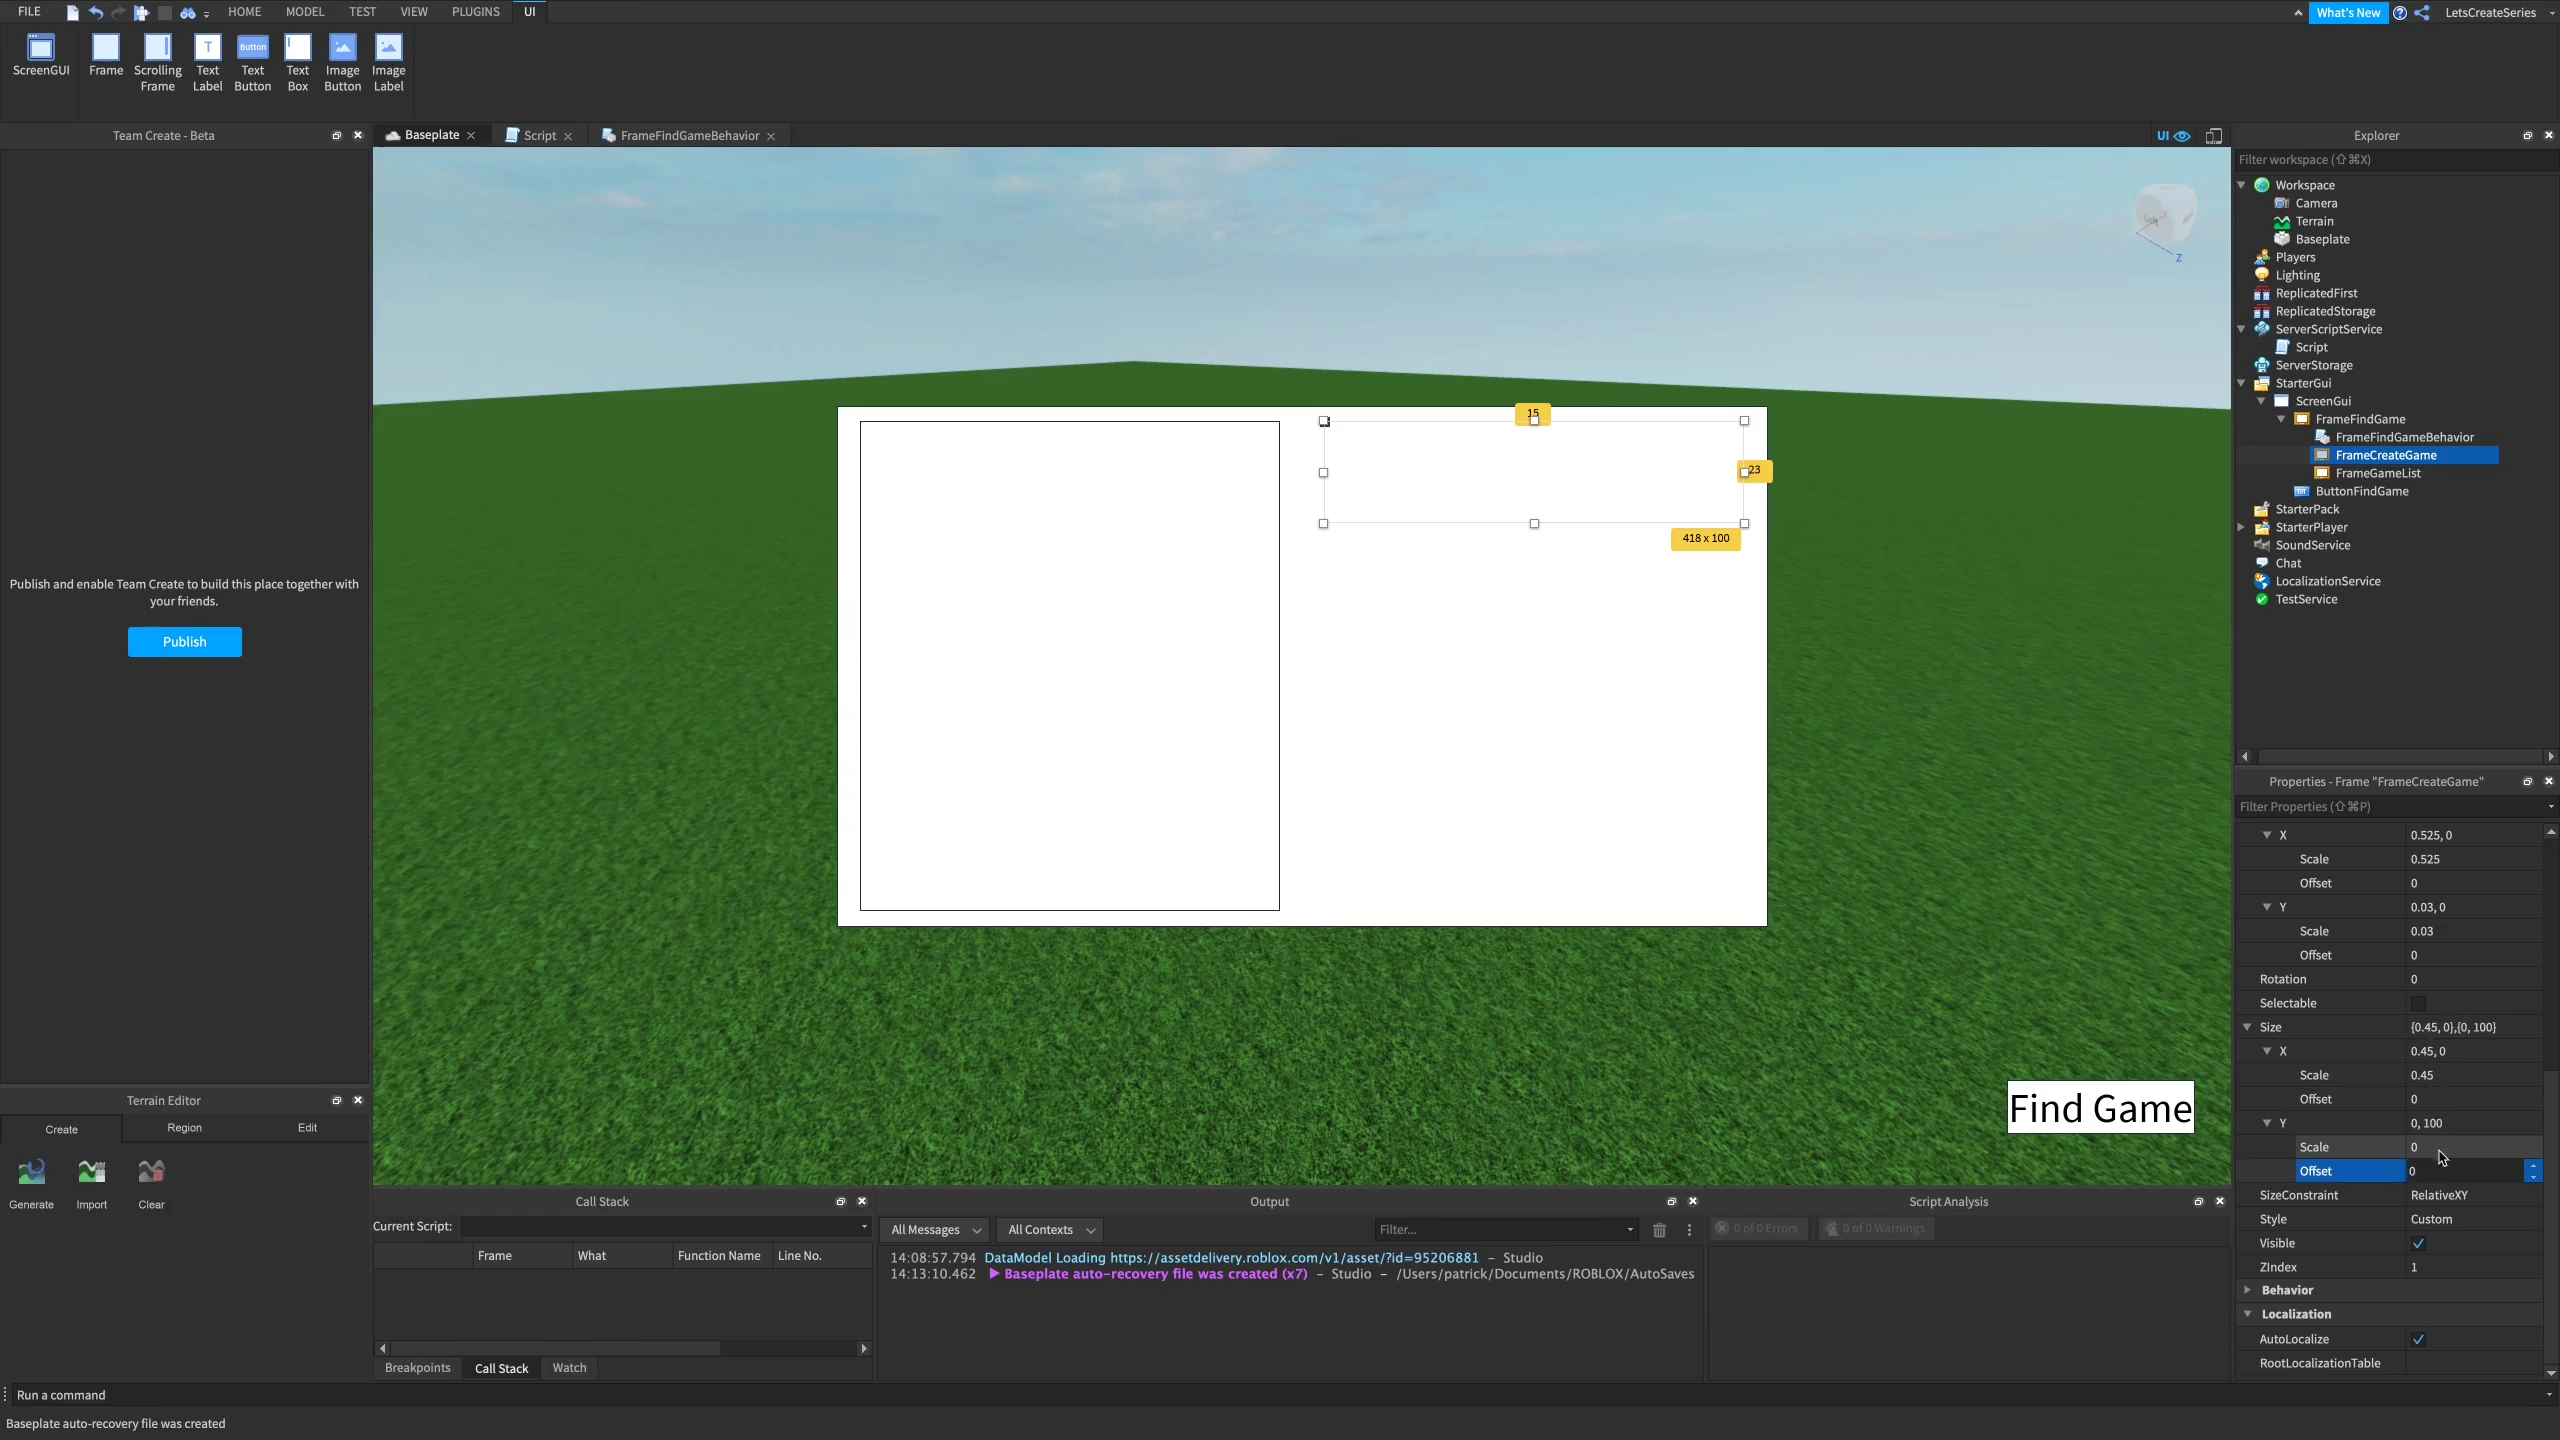 FILE HOME MODEL TEST VIEW PLUGINS UI What's New LetsCreateSeries
ScreenGUI Frame Scrolling Frame Text Label Button Text Button Text Box Image Button Image Label
Team Create - Beta
Publish and enable Team Create to build this place together with
your friends.
Publish
Terrain Editor
Create Region Edit
Generate Import Clear
Baseplate Script FrameFindGameBehavior UI
15
23
418 x 100
Find Game
Call Stack
Current Script:
Frame What Function Name Line No.
Breakpoints Call Stack Watch
Output
All Messages All Contexts Filter...
14:08:57.794 DataModel Loading https://assetdelivery.roblox.com/v1/asset/?id=95206881 – Studio
14:13:10.462 Baseplate auto-recovery file was created (x7) – Studio – /Users/patrick/Documents/ROBLOX/AutoSaves
Script Analysis
0 of 0 Errors 0 of 0 Warnings
Explorer
Filter workspace (⇧⌘X)
Workspace
Camera
Terrain
Baseplate
Players
Lighting
ReplicatedFirst
ReplicatedStorage
ServerScriptService
Script
ServerStorage
StarterGui
ScreenGui
FrameFindGame
FrameFindGameBehavior
FrameCreateGame
FrameGameList
ButtonFindGame
StarterPack
StarterPlayer
SoundService
Chat
LocalizationService
TestService
Properties - Frame "FrameCreateGame"
Filter Properties (⇧⌘P)
X 0.525, 0
Scale 0.525
Offset 0
Y 0.03, 0
Scale 0.03
Offset 0
Rotation 0
Selectable
Size {0.45, 0},{0, 100}
X 0.45, 0
Scale 0.45
Offset 0
Y 0, 100
Scale 0
Offset 0
SizeConstraint RelativeXY
Style Custom
Visible
ZIndex 1
Behavior
Localization
AutoLocalize
RootLocalizationTable
Run a command
Baseplate auto-recovery file was created